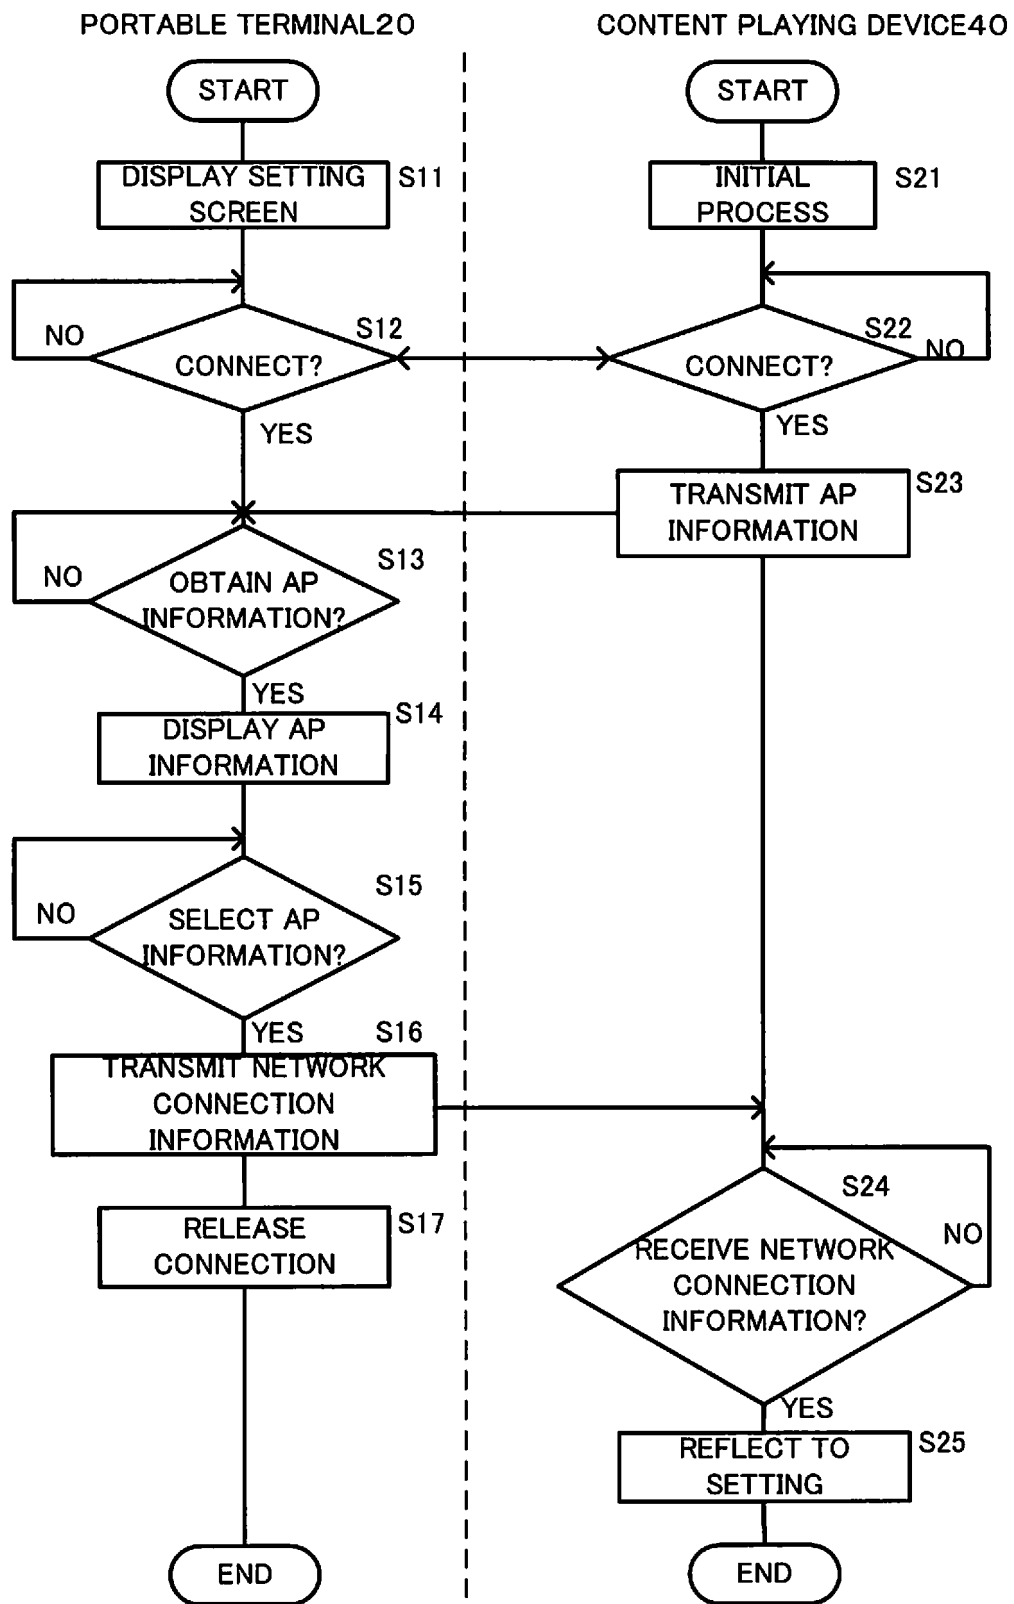 PORTABLE TERMINAL20
CONTENT PLAYING DEVICE40
START
DISPLAY SETTING
SCREEN
S11
S12
CONNECT?
NO
YES
S13
OBTAIN AP
INFORMATION?
NO
YES
S14
DISPLAY AP
INFORMATION
S15
SELECT AP
INFORMATION?
NO
YES
S16
TRANSMIT NETWORK
CONNECTION
INFORMATION
RELEASE
CONNECTION
S17
END
START
INITIAL
PROCESS
S21
S22
CONNECT?
NO
YES
TRANSMIT AP
INFORMATION
S23
S24
RECEIVE NETWORK
CONNECTION
INFORMATION?
NO
YES
REFLECT TO
SETTING
S25
END